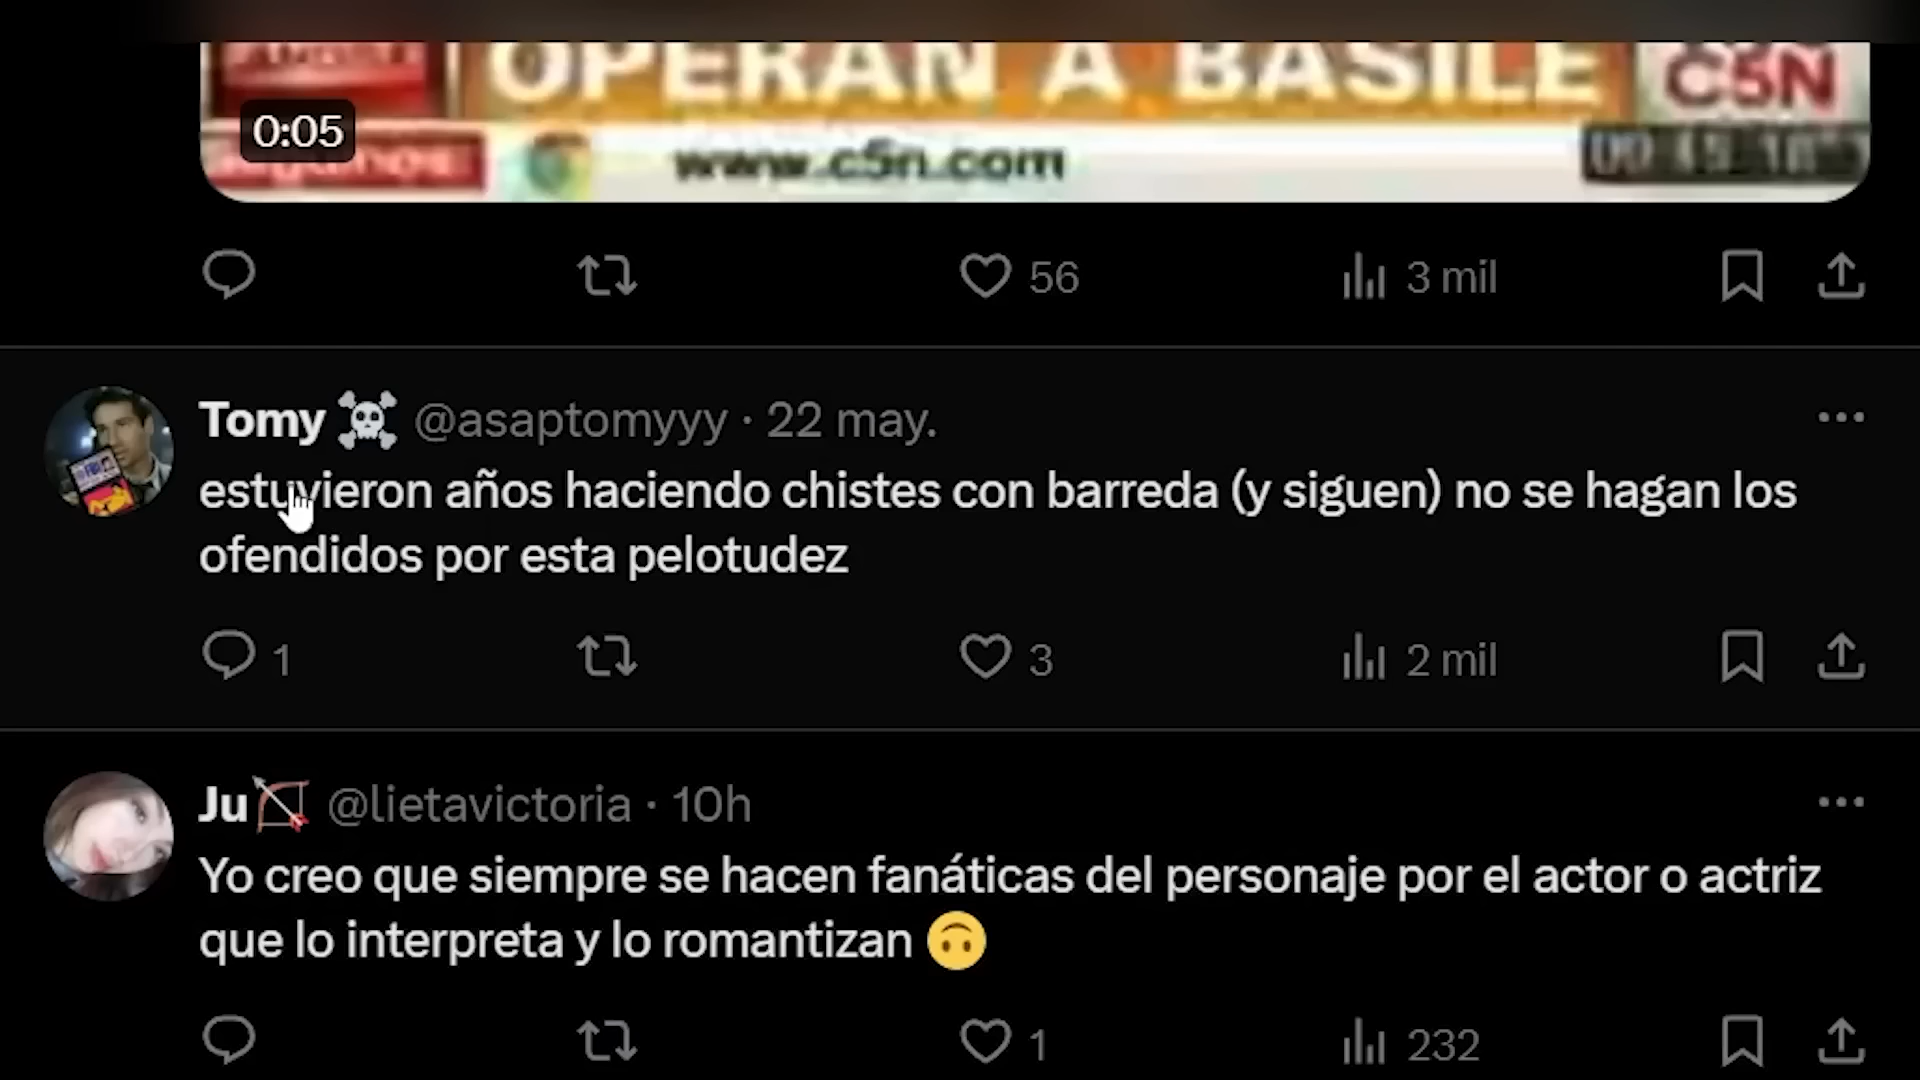 OPERAN A BASILE
C5N
0:05
www.c5n.com
56
3 mil
Tomy @asaptomyyy · 22 may.
estuvieron años haciendo chistes con barreda (y siguen) no se hagan los
ofendidos por esta pelotudez
1
3
2 mil
Ju @lietavictoria · 10h
Yo creo que siempre se hacen fanáticas del personaje por el actor o actriz
que lo interpreta y lo romantizan
1
232